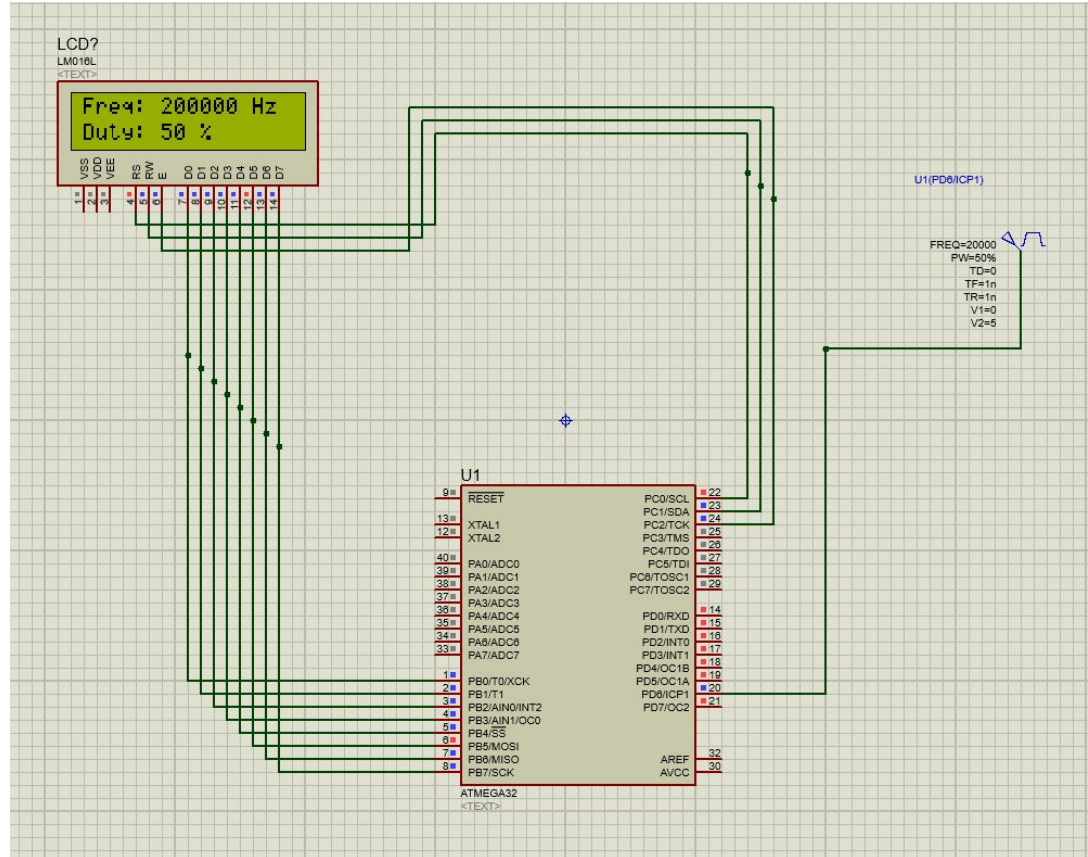 LCD?
LM016L
<TEXT>
Freq: 200000 Hz
Duty: 50 %
VSS
VDD
VEE
RS
RW
E
D0
D1
D2
D3
D4
D5
D6
D7
1
2
3
4
5
6
7
8
9
10
11
12
13
14
U1(PD6/ICP1)
FREQ=20000
PW=50%
TD=0
TF=1n
TR=1n
V1=0
V2=5
U1
9 RESET
13 XTAL1
12 XTAL2
40 PA0/ADC0
39 PA1/ADC1
38 PA2/ADC2
37 PA3/ADC3
36 PA4/ADC4
35 PA5/ADC5
34 PA6/ADC6
33 PA7/ADC7
1 PB0/T0/XCK
2 PB1/T1
3 PB2/AIN0/INT2
4 PB3/AIN1/OC0
5 PB4/SS
6 PB5/MOSI
7 PB6/MISO
8 PB7/SCK
PC0/SCL 22
PC1/SDA 23
PC2/TCK 24
PC3/TMS 25
PC4/TDO 26
PC5/TDI 27
PC6/TOSC1 28
PC7/TOSC2 29
PD0/RXD 14
PD1/TXD 15
PD2/INT0 16
PD3/INT1 17
PD4/OC1B 18
PD5/OC1A 19
PD6/ICP1 20
PD7/OC2 21
AREF 32
AVCC 30
ATMEGA32
<TEXT>